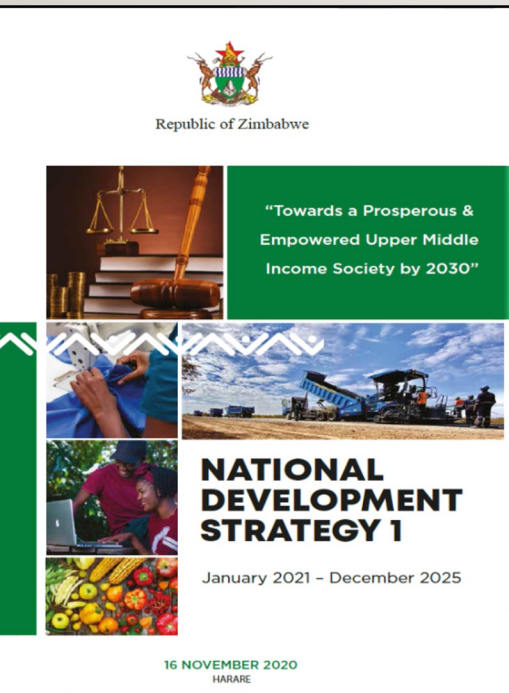 Republic of Zimbabwe
“Towards a Prosperous &
Empowered Upper Middle
Income Society by 2030”
NATIONAL
DEVELOPMENT
STRATEGY 1
January 2021 – December 2025
16 NOVEMBER 2020
HARARE